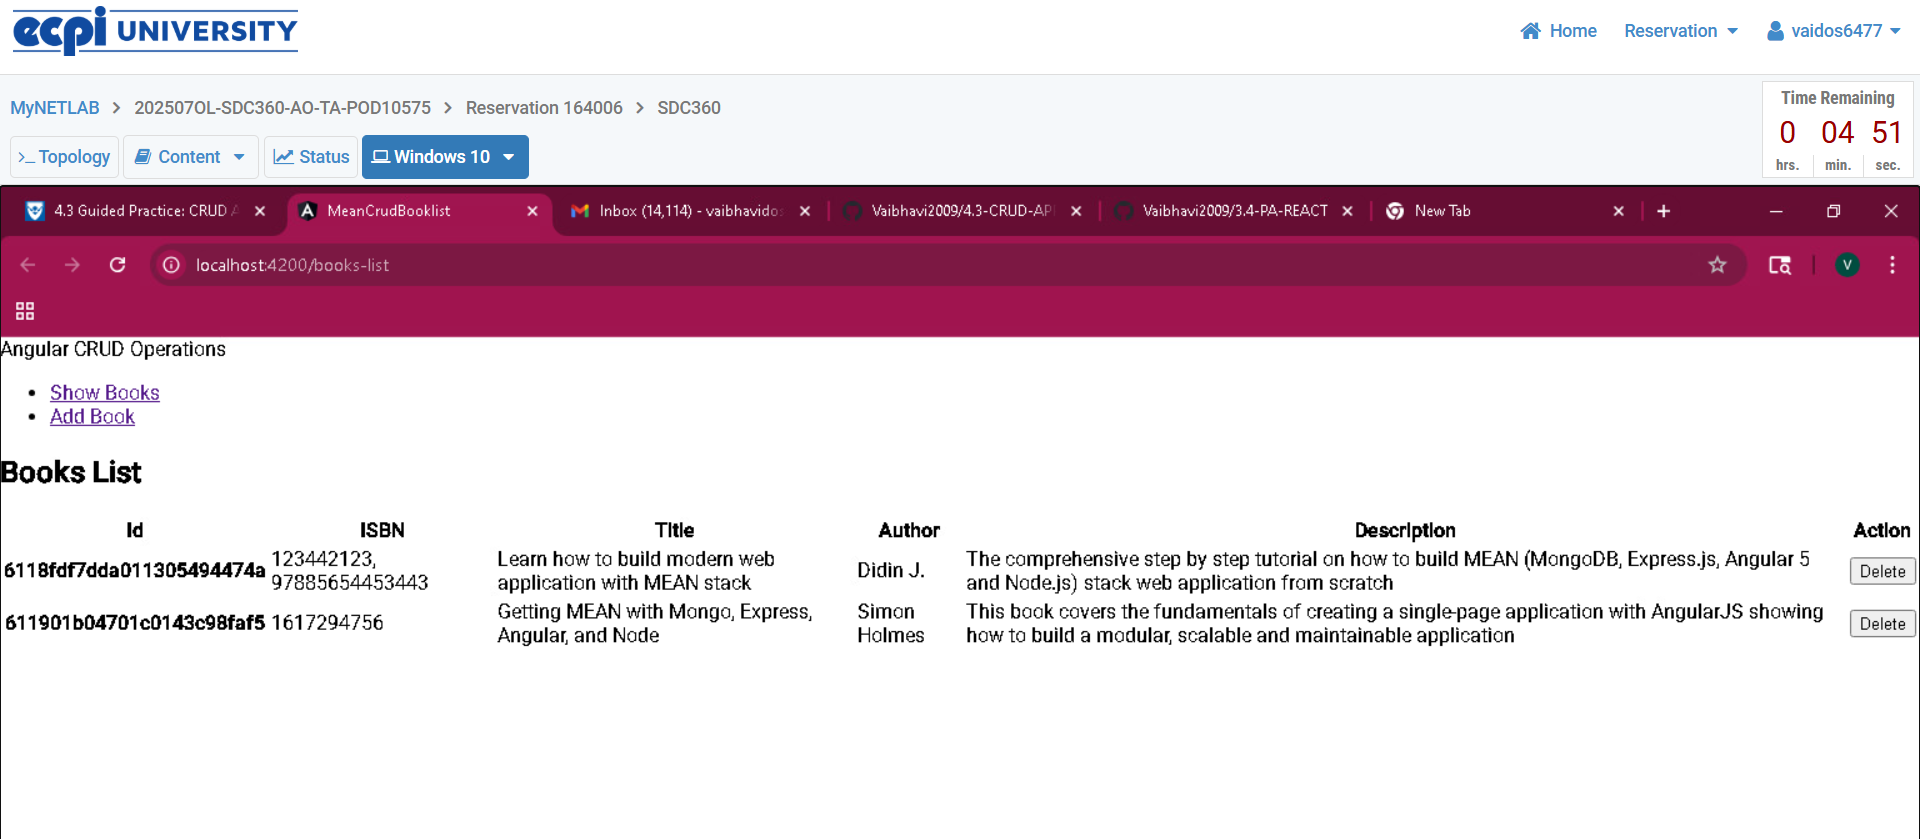 ecpi UNIVERSITY
Home Reservation vaidos6477
MyNETLAB > 202507OL-SDC360-AO-TA-POD10575 > Reservation 164006 > SDC360
Time Remaining
0 04 51
hrs. min. sec.
>_ Topology Content Status Windows 10
4.3 Guided Practice: CRUD A MeanCrudBooklist Inbox (14,114) - vaibhavidos Vaibhavi2009/4.3-CRUD-API Vaibhavi2009/3.4-PA-REACT New Tab
localhost:4200/books-list V
Angular CRUD Operations
• Show Books
• Add Book
Books List
Id ISBN Title Author Description Action
6118fdf7dda011305494474a 123442123, 97885654453443 Learn how to build modern web application with MEAN stack Didin J. The comprehensive step by step tutorial on how to build MEAN (MongoDB, Express.js, Angular 5 and Node.js) stack web application from scratch Delete
611901b04701c0143c98faf5 1617294756 Getting MEAN with Mongo, Express, Angular, and Node Simon Holmes This book covers the fundamentals of creating a single-page application with AngularJS showing how to build a modular, scalable and maintainable application Delete